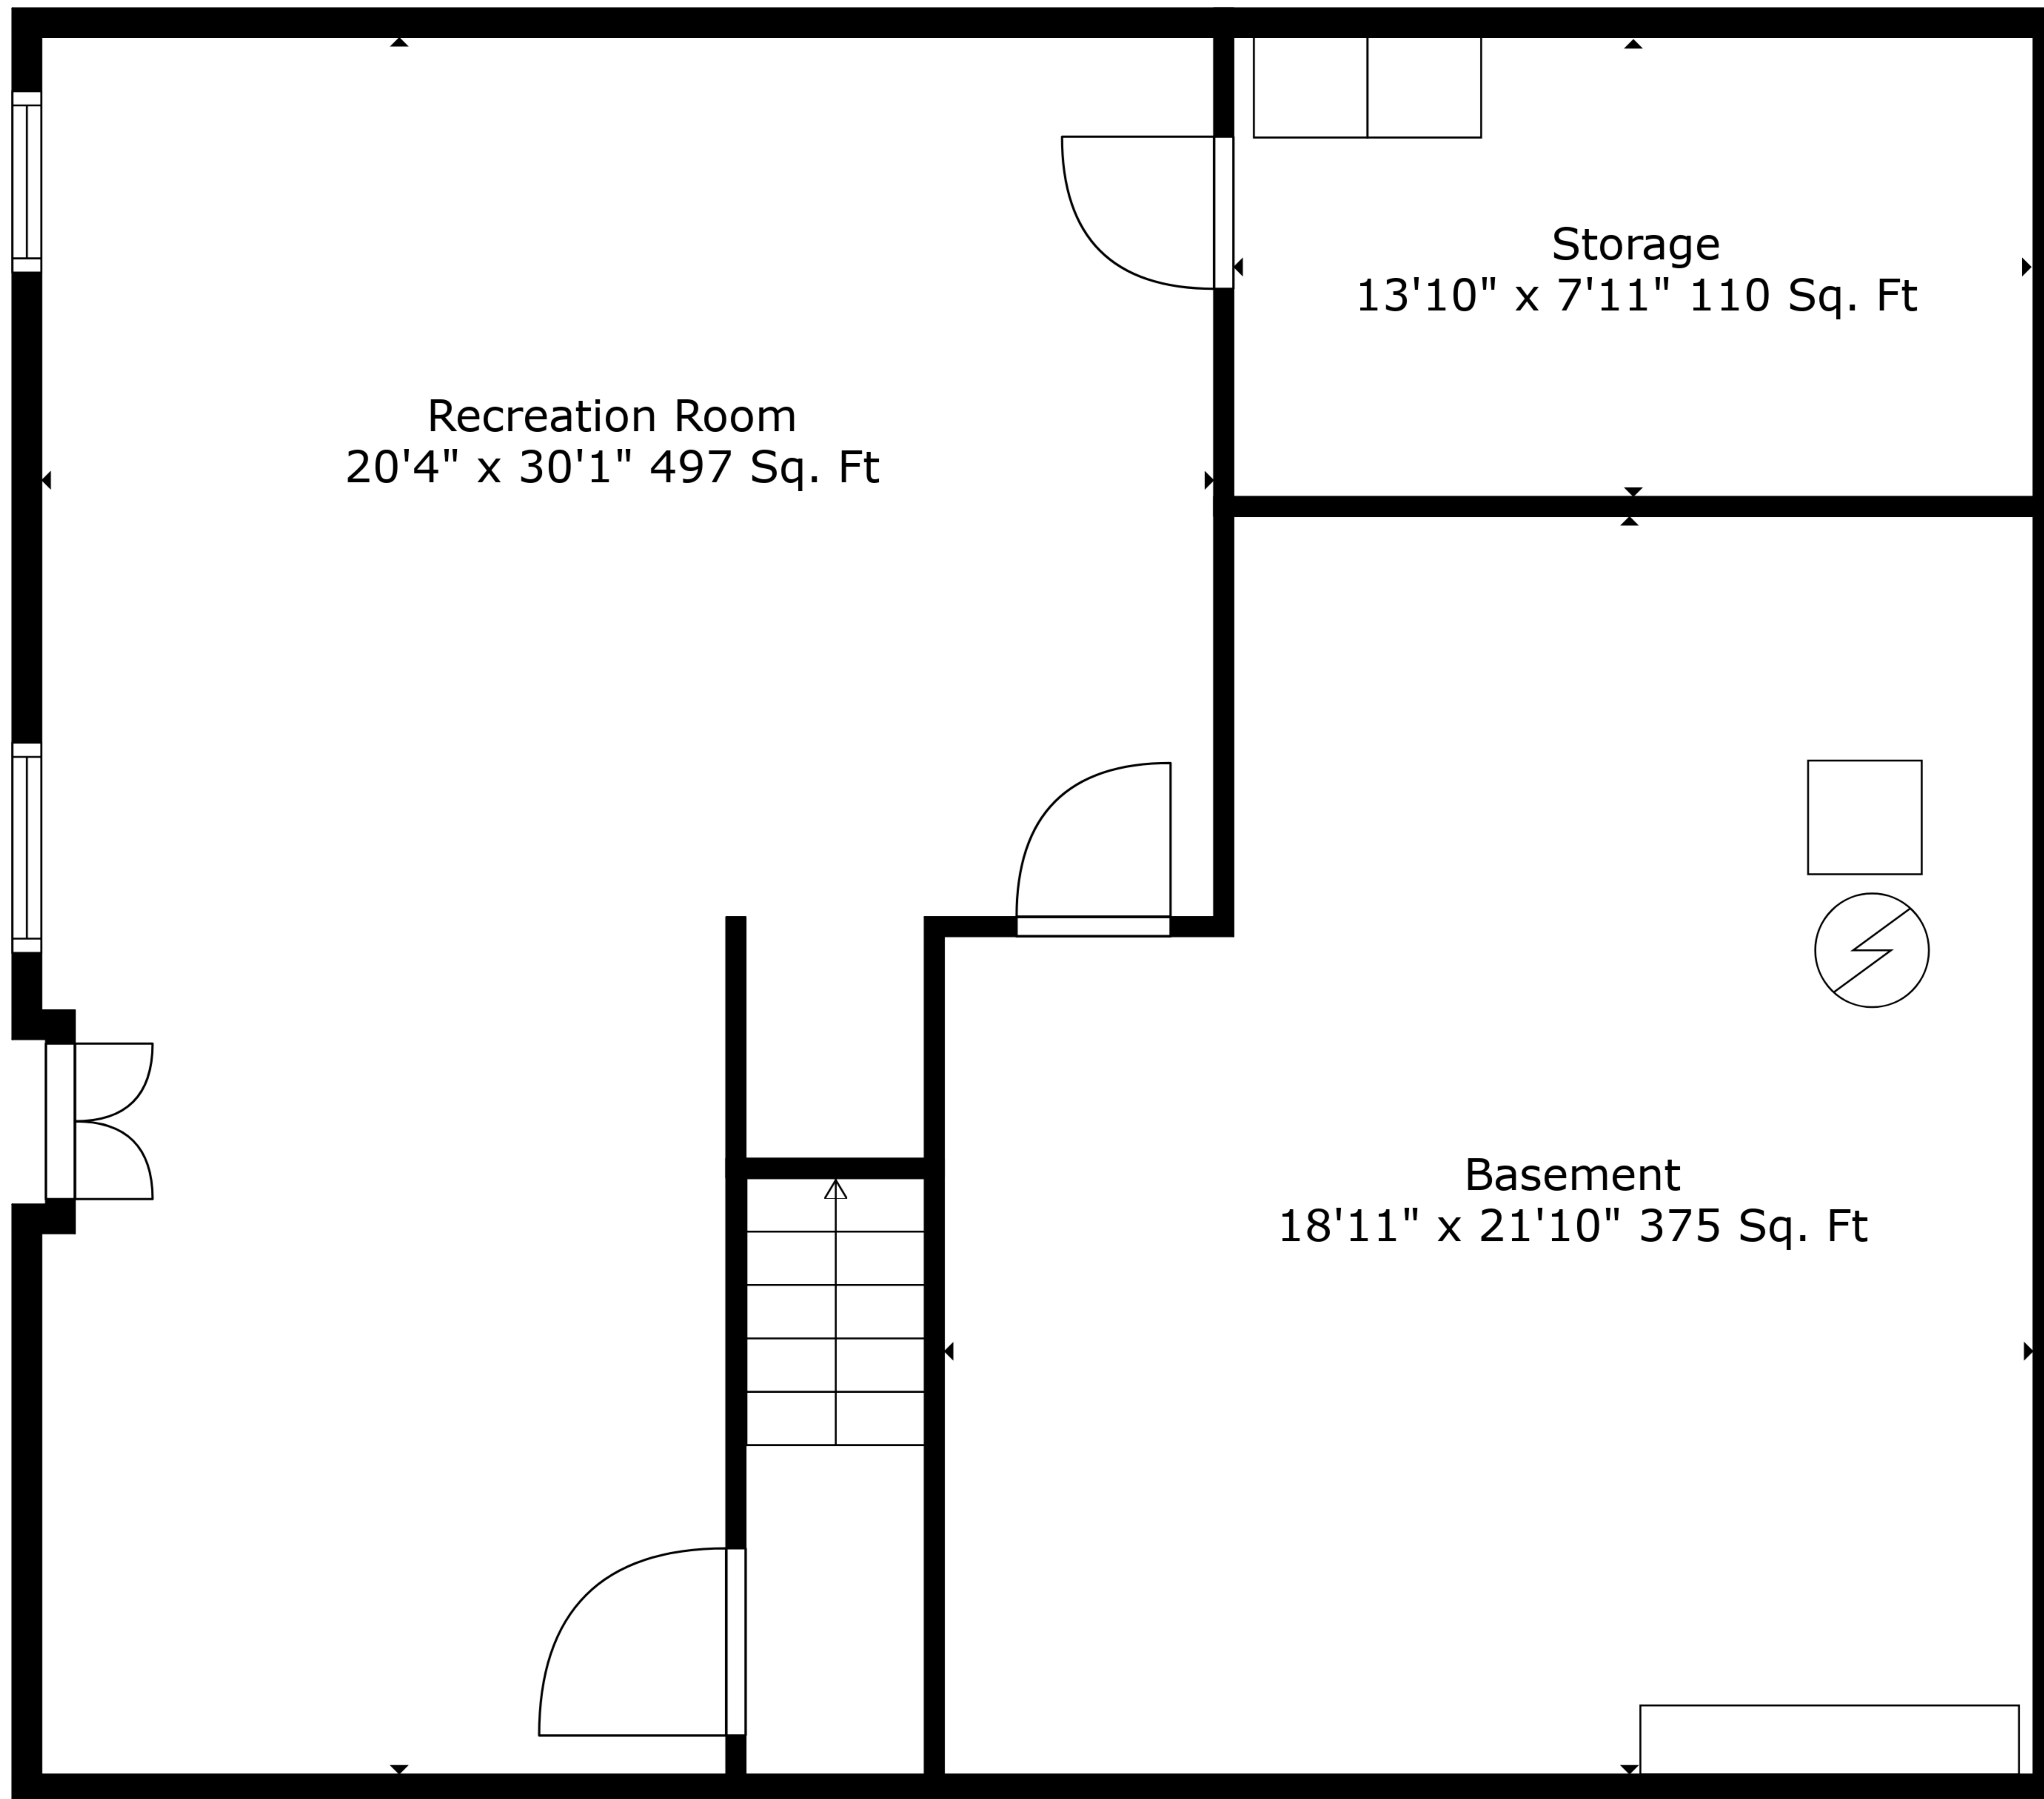 Storage
13'10" x 7'11" 110 Sq. Ft
Recreation Room
20'4" x 30'1" 497 Sq. Ft
Basement
18'11" x 21'10" 375 Sq. Ft